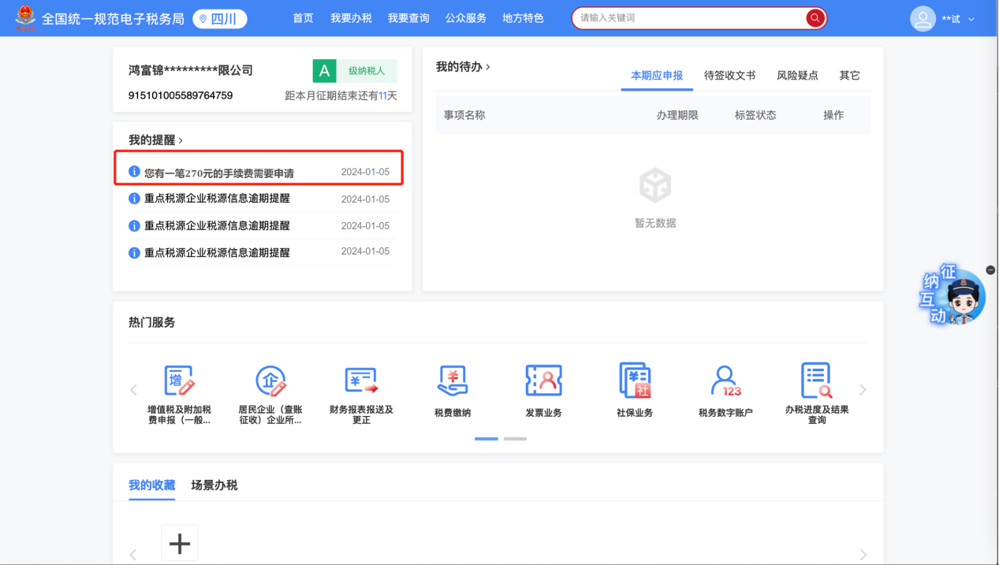 全国统一规范电子税务局
四川
首页 我要办税 我要查询 公众服务 地方特色
请输入关键词
**试
鸿富锦*********限公司
A 级纳税人
915101005589764759
距本月征期结束还有11天
我的提醒
您有一笔270元的手续费需要申请 2024-01-05
重点税源企业税源信息逾期提醒 2024-01-05
重点税源企业税源信息逾期提醒 2024-01-05
重点税源企业税源信息逾期提醒 2024-01-05
我的待办
本期应申报 待签收文书 风险疑点 其它
事项名称 办理期限 标签状态 操作
暂无数据
征纳互动
热门服务
增
增值税及附加税
费申报（一般...
企
居民企业（查账
征收）企业所...
¥
财务报表报送及
更正
¥
税费缴纳
发票业务
¥
社
社保业务
123
税务数字账户
办税进度及结果
查询
我的收藏 场景办税